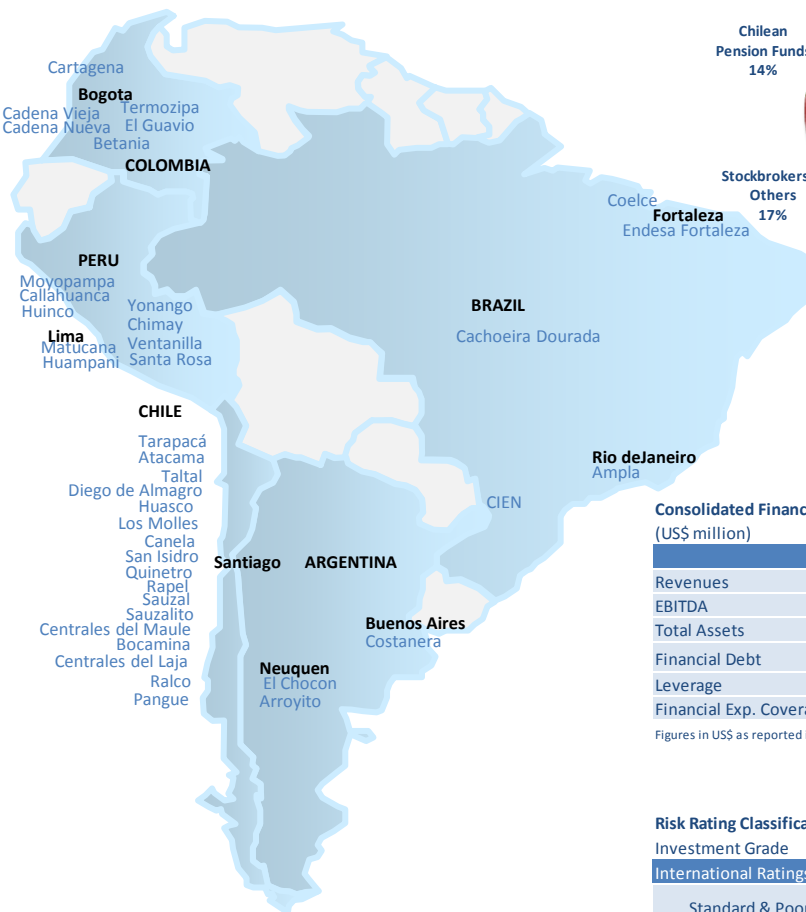 Chilean
Pension Funds
14%
Stockbrokers
Others
17%
Cartagena
Bogota
Cadena Vieja
Termozipa
Cadena Nueva
El Guavio
Betania
COLOMBIA
Coelce
Fortaleza
Endesa Fortaleza
PERU
Moyopampa
Callahuanca
Huinco
Yonango
Chimay
Lima
Matucana
Ventanilla
Huampani
Santa Rosa
BRAZIL
Cachoeira Dourada
CHILE
Tarapacá
Atacama
Taltal
Diego de Almagro
Huasco
Los Molles
Canela
San Isidro
Quinetro
Rapel
Sauzal
Sauzalito
Centrales del Maule
Bocamina
Centrales del Laja
Ralco
Pangue
Rio deJaneiro
Ampla
CIEN
Santiago
ARGENTINA
Buenos Aires
Costanera
Neuquen
El Chocon
Arroyito
Consolidated Financ
(US$ million)
Revenues
EBITDA
Total Assets
Financial Debt
Leverage
Financial Exp. Covera
Figures in US$ as reported i
Risk Rating Classifica
Investment Grade
International Ratings
Standard & Poor